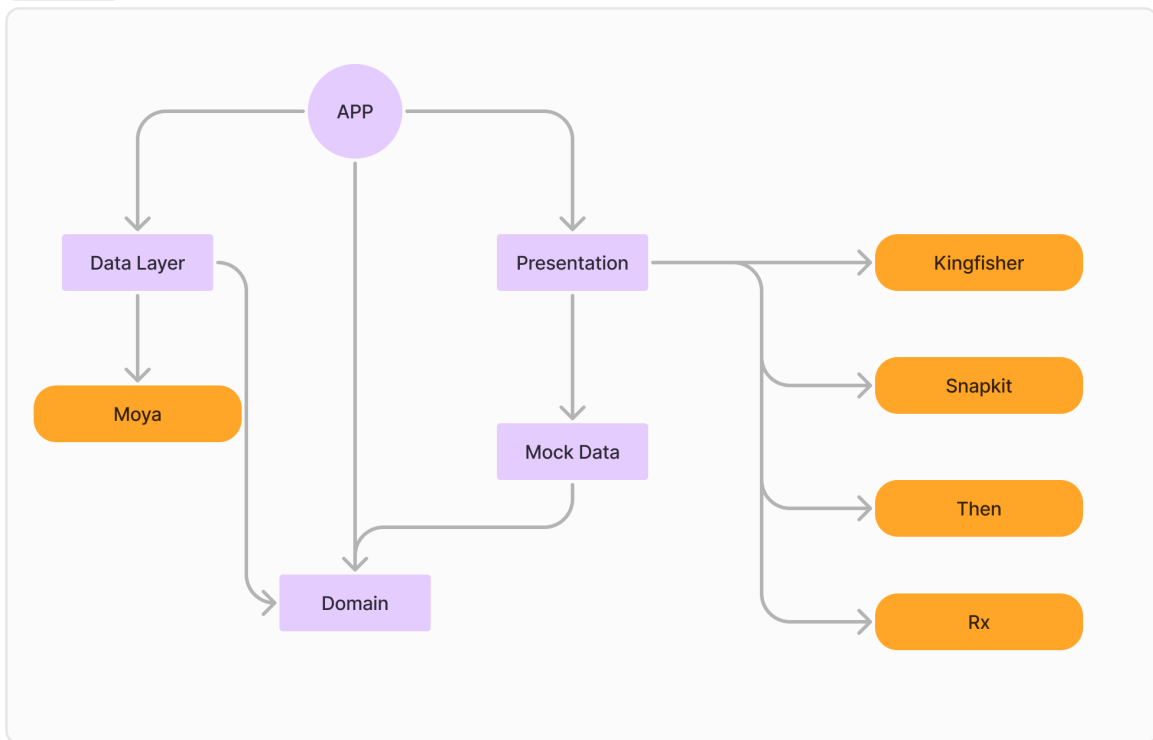 APP
Data Layer
Presentation
Kingfisher
Snapkit
Moya
Mock Data
Then
Domain
Rx